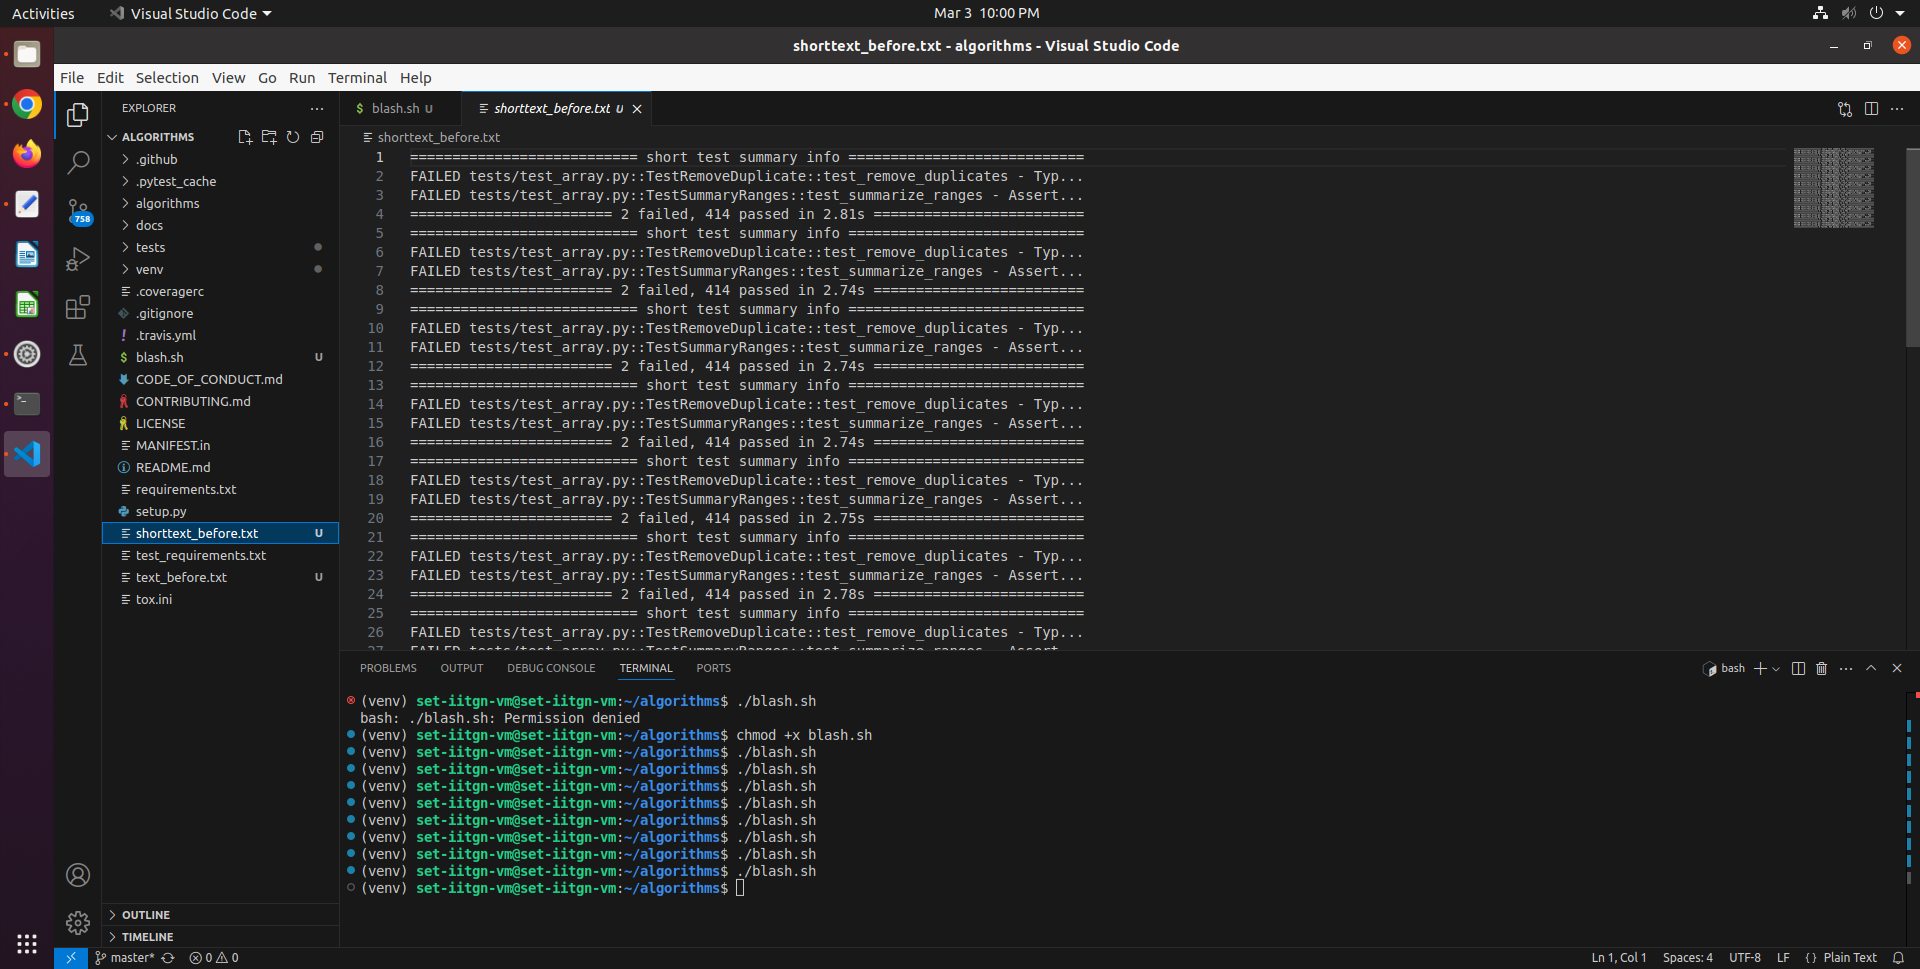 Activities
Visual Studio Code
Mar 3 10:00 PM
shorttext_before.txt - algorithms - Visual Studio Code
File Edit Selection View Go Run Terminal Help
EXPLORER
ALGORITHMS
.github
.pytest_cache
algorithms
docs
tests
venv
.coveragerc
.gitignore
.travis.yml
blash.sh U
CODE_OF_CONDUCT.md
CONTRIBUTING.md
LICENSE
MANIFEST.in
README.md
requirements.txt
setup.py
shorttext_before.txt U
test_requirements.txt
text_before.txt U
tox.ini
OUTLINE
TIMELINE
758
blash.sh U
shorttext_before.txt U
shorttext_before.txt
1 =========================== short test summary info ============================
2 FAILED tests/test_array.py::TestRemoveDuplicate::test_remove_duplicates - Typ...
3 FAILED tests/test_array.py::TestSummaryRanges::test_summarize_ranges - Assert...
4 ======================== 2 failed, 414 passed in 2.81s =========================
5 =========================== short test summary info ============================
6 FAILED tests/test_array.py::TestRemoveDuplicate::test_remove_duplicates - Typ...
7 FAILED tests/test_array.py::TestSummaryRanges::test_summarize_ranges - Assert...
8 ======================== 2 failed, 414 passed in 2.74s =========================
9 =========================== short test summary info ============================
10 FAILED tests/test_array.py::TestRemoveDuplicate::test_remove_duplicates - Typ...
11 FAILED tests/test_array.py::TestSummaryRanges::test_summarize_ranges - Assert...
12 ======================== 2 failed, 414 passed in 2.74s =========================
13 =========================== short test summary info ============================
14 FAILED tests/test_array.py::TestRemoveDuplicate::test_remove_duplicates - Typ...
15 FAILED tests/test_array.py::TestSummaryRanges::test_summarize_ranges - Assert...
16 ======================== 2 failed, 414 passed in 2.74s =========================
17 =========================== short test summary info ============================
18 FAILED tests/test_array.py::TestRemoveDuplicate::test_remove_duplicates - Typ...
19 FAILED tests/test_array.py::TestSummaryRanges::test_summarize_ranges - Assert...
20 ======================== 2 failed, 414 passed in 2.75s =========================
21 =========================== short test summary info ============================
22 FAILED tests/test_array.py::TestRemoveDuplicate::test_remove_duplicates - Typ...
23 FAILED tests/test_array.py::TestSummaryRanges::test_summarize_ranges - Assert...
24 ======================== 2 failed, 414 passed in 2.78s =========================
25 =========================== short test summary info ============================
26 FAILED tests/test_array.py::TestRemoveDuplicate::test_remove_duplicates - Typ...
27 FAILED tests/test_array.py::TestSummaryRanges::test_summarize_ranges - Assert...
PROBLEMS OUTPUT DEBUG CONSOLE TERMINAL PORTS
bash
(venv) set-iitgn-vm@set-iitgn-vm:~/algorithms$ ./blash.sh
bash: ./blash.sh: Permission denied
(venv) set-iitgn-vm@set-iitgn-vm:~/algorithms$ chmod +x blash.sh
(venv) set-iitgn-vm@set-iitgn-vm:~/algorithms$ ./blash.sh
(venv) set-iitgn-vm@set-iitgn-vm:~/algorithms$ ./blash.sh
(venv) set-iitgn-vm@set-iitgn-vm:~/algorithms$ ./blash.sh
(venv) set-iitgn-vm@set-iitgn-vm:~/algorithms$ ./blash.sh
(venv) set-iitgn-vm@set-iitgn-vm:~/algorithms$ ./blash.sh
(venv) set-iitgn-vm@set-iitgn-vm:~/algorithms$ ./blash.sh
(venv) set-iitgn-vm@set-iitgn-vm:~/algorithms$ ./blash.sh
(venv) set-iitgn-vm@set-iitgn-vm:~/algorithms$ ./blash.sh
(venv) set-iitgn-vm@set-iitgn-vm:~/algorithms$
master* 0 0
Ln 1, Col 1 Spaces: 4 UTF-8 LF {} Plain Text